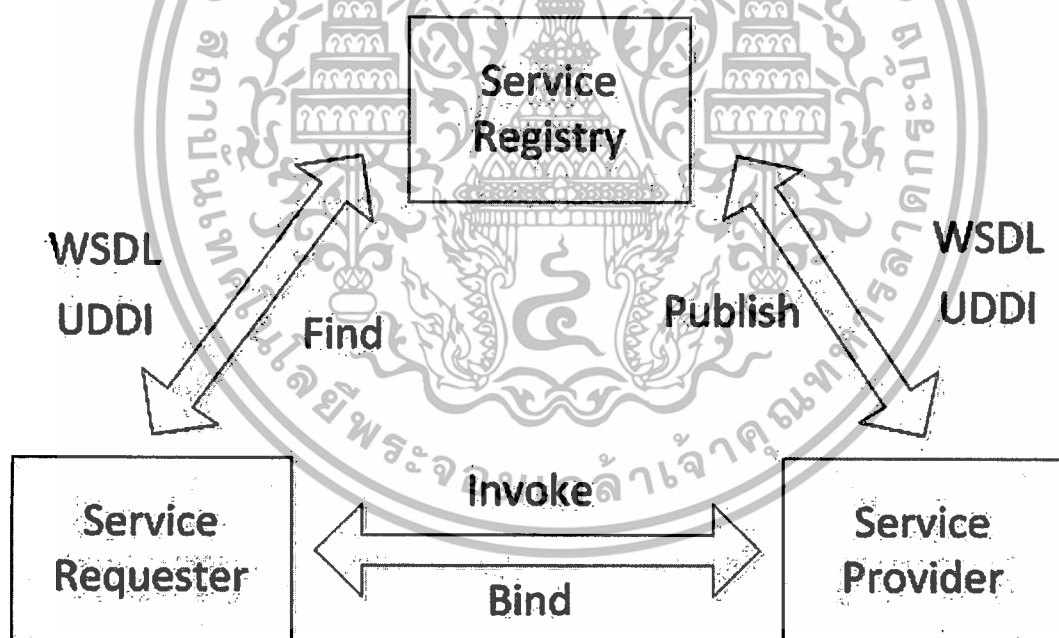 Service
Registry
WSDL
UDDI
Find
Publish
WSDL
UDDI
Service
Requester
Invoke
Bind
Service
Provider